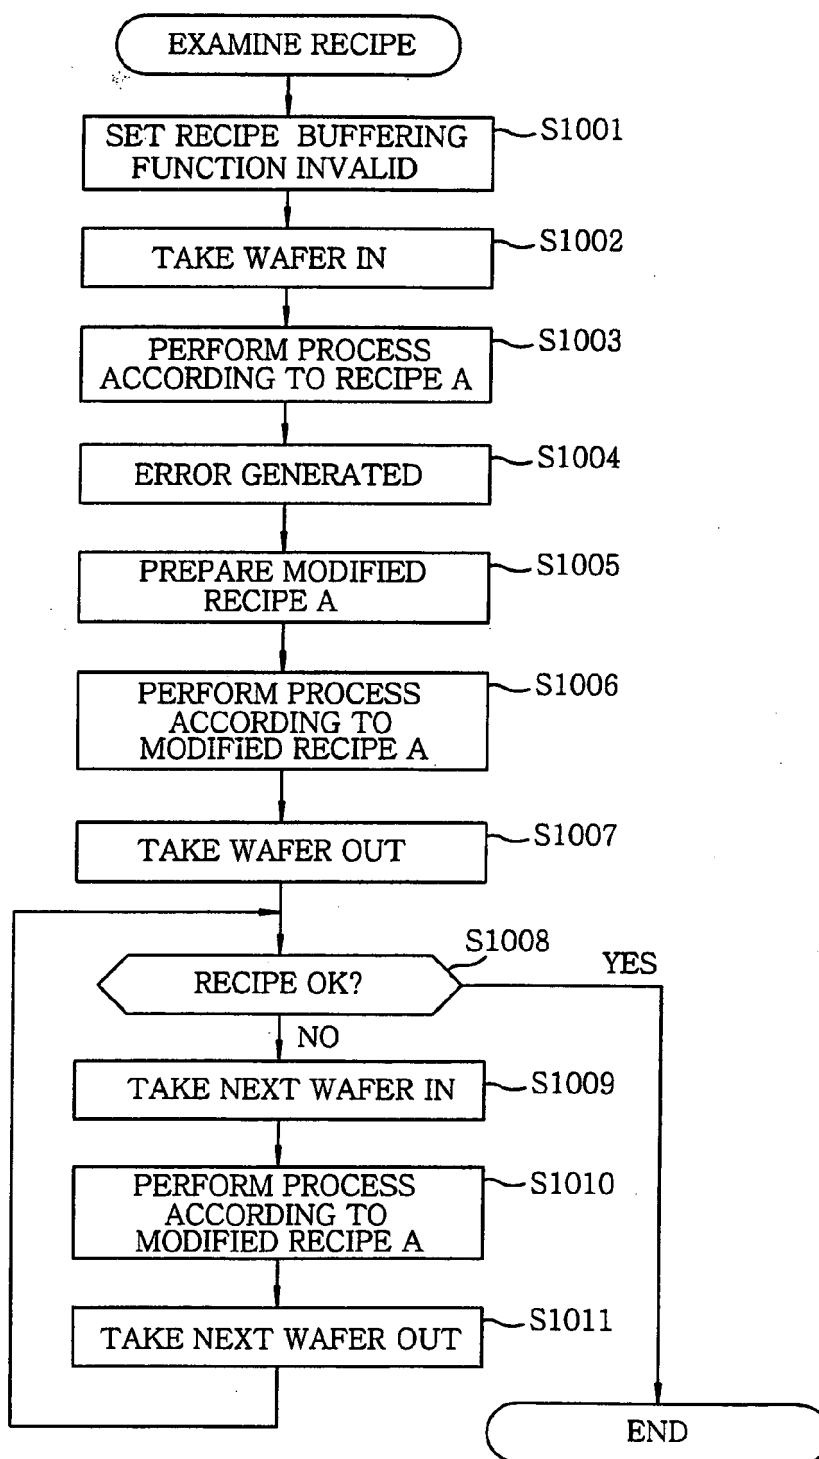 EXAMINE RECIPE
SET RECIPE BUFFERING
FUNCTION INVALID
S1001
TAKE WAFER IN
S1002
PERFORM PROCESS
ACCORDING TO RECIPE A
S1003
ERROR GENERATED
S1004
PREPARE MODIFIED
RECIPE A
S1005
PERFORM PROCESS
ACCORDING TO
MODIFIED RECIPE A
S1006
TAKE WAFER OUT
S1007
RECIPE OK?
S1008
YES
NO
TAKE NEXT WAFER IN
S1009
PERFORM PROCESS
ACCORDING TO
MODIFIED RECIPE A
S1010
TAKE NEXT WAFER OUT
S1011
END